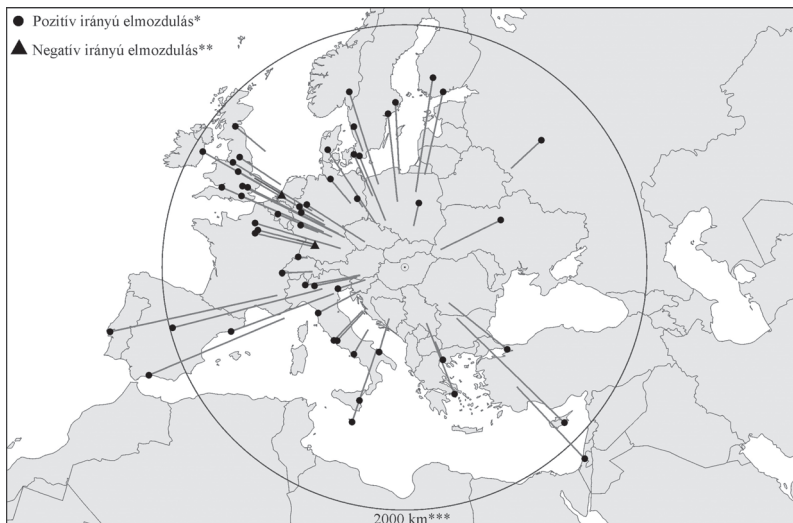 Pozitív irányú elmozdulás*
Negatív irányú elmozdulás**
2000 km***